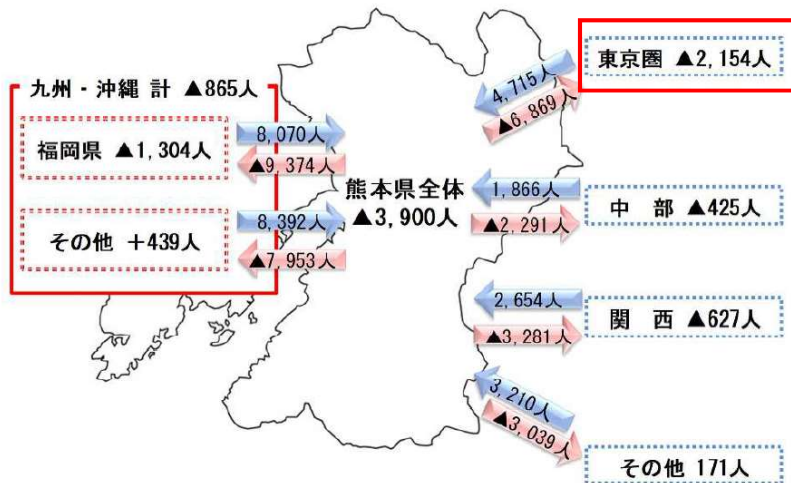 九州・沖縄 計 ▲865人
福岡県 ▲1,304人
8,070人
▲9,374人
その他 +439人
8,392人
▲7,953人
熊本県全体
▲3,900人
東京圏 ▲2,154人
4,715人
▲6,869人
中 部 ▲425人
1,866人
▲2,291人
関 西 ▲627人
2,654人
▲3,281人
その他 171人
3,210人
▲3,039人